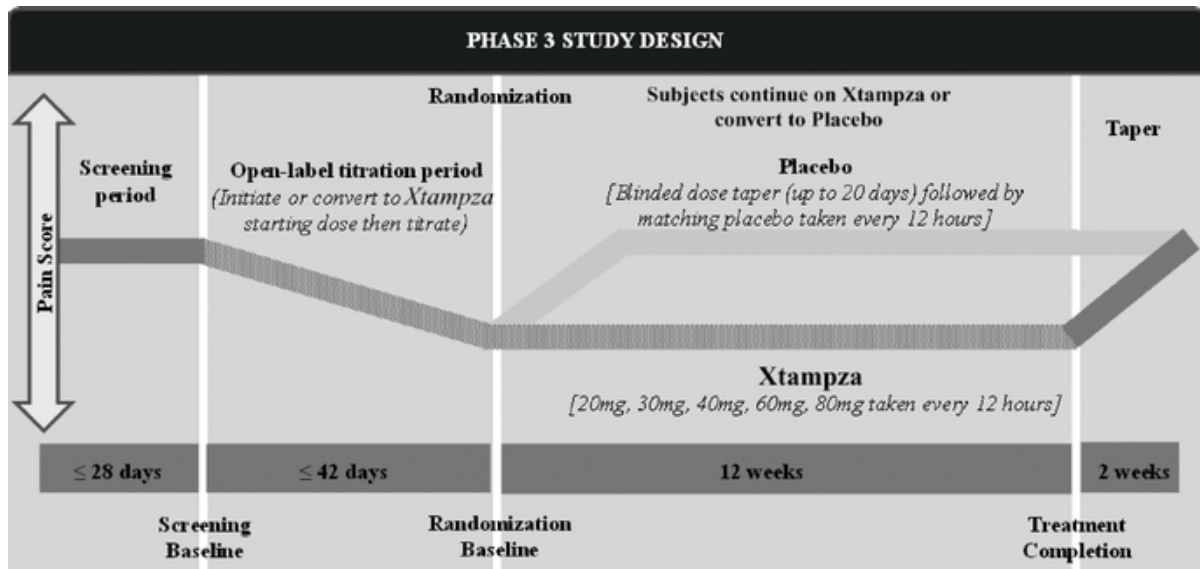 PHASE 3 STUDY DESIGN
Pain Score
Screening
period
Open-label titration period
(Initiate or convert to Xtampza
starting dose then titrate)
Randomization
Subjects continue on Xtampza or
convert to Placebo
Placebo
[Blinded dose taper (up to 20 days) followed by
matching placebo taken every 12 hours]
Taper
Xtampza
[20mg, 30mg, 40mg, 60mg, 80mg taken every 12 hours]
≤ 28 days
≤ 42 days
12 weeks
2 weeks
Screening
Baseline
Randomization
Baseline
Treatment
Completion